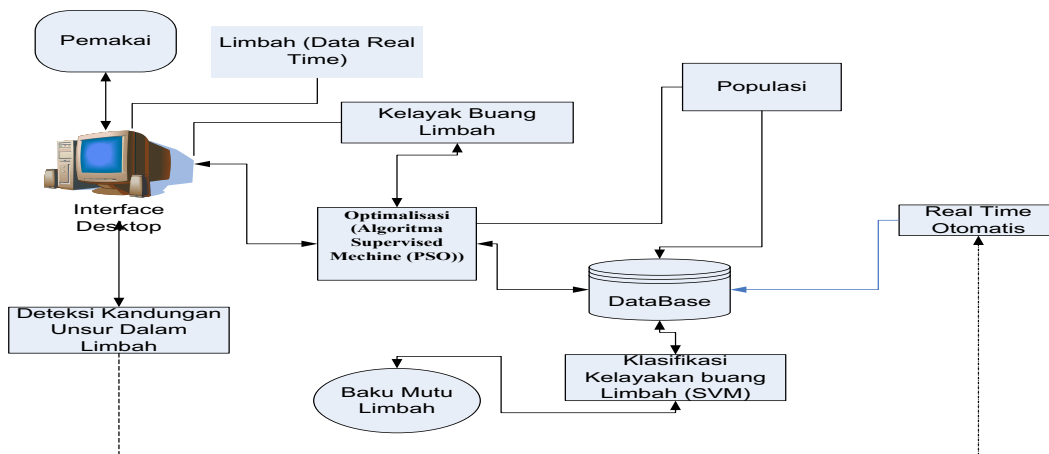 Pemakai
Limbah (Data Real
Time)
Populasi
Kelayak Buang
Limbah
Interface
Desktop
Optimalisasi
(Algoritma
Supervised
Mechine (PSO))
Real Time
Otomatis
DataBase
Deteksi Kandungan
Unsur Dalam
Limbah
Klasifikasi
Kelayakan buang
Limbah (SVM)
Baku Mutu
Limbah